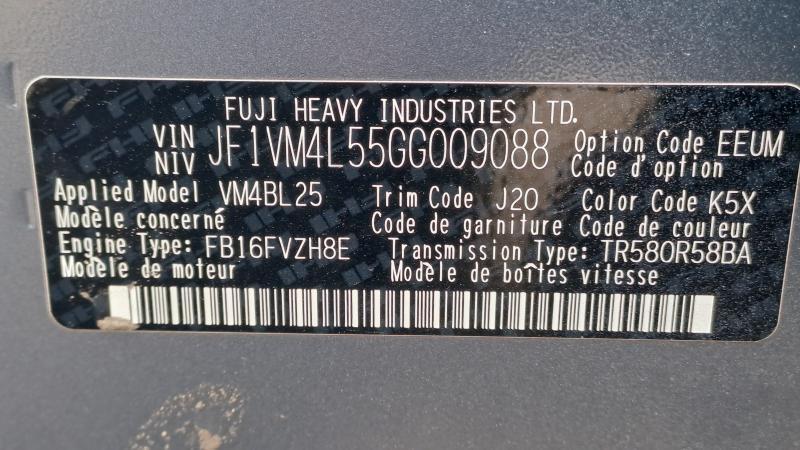 FUJI HEAVY INDUSTRIES LTD.
VIN NIV JF1VM4L55GG009088 Option Code EEUM
Code d'option
Applied Model VM4BL25 Trim Code J20 Color Code K5X
Modèle concerné Code de garniture Code de couleur
Engine Type: FB16FVZH8E Transmission Type: TR580R58BA
Modèle de moteur Modèle de boîtes vitesse